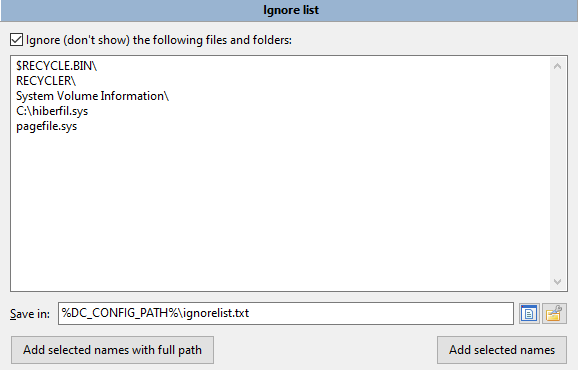 Ignore list
Ignore (don't show) the following files and folders:
$RECYCLE.BIN\
RECYCLER\
System Volume Information\
C:\hiberfil.sys
pagefile.sys
Save in: %DC_CONFIG_PATH%\ignorelist.txt
Add selected names with full path Add selected names